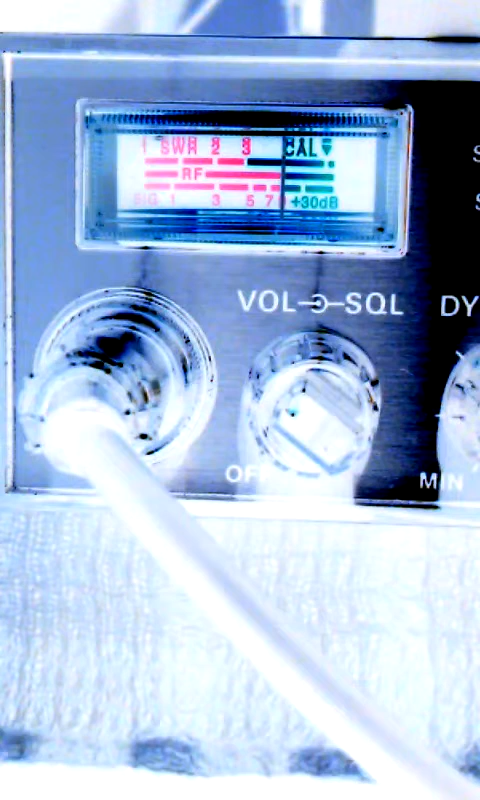 1 SWR 2 3 CAL▼
RF
SIG 1 3 5 7 +30dB
S
S
VOL SQL DY
OFF MIN